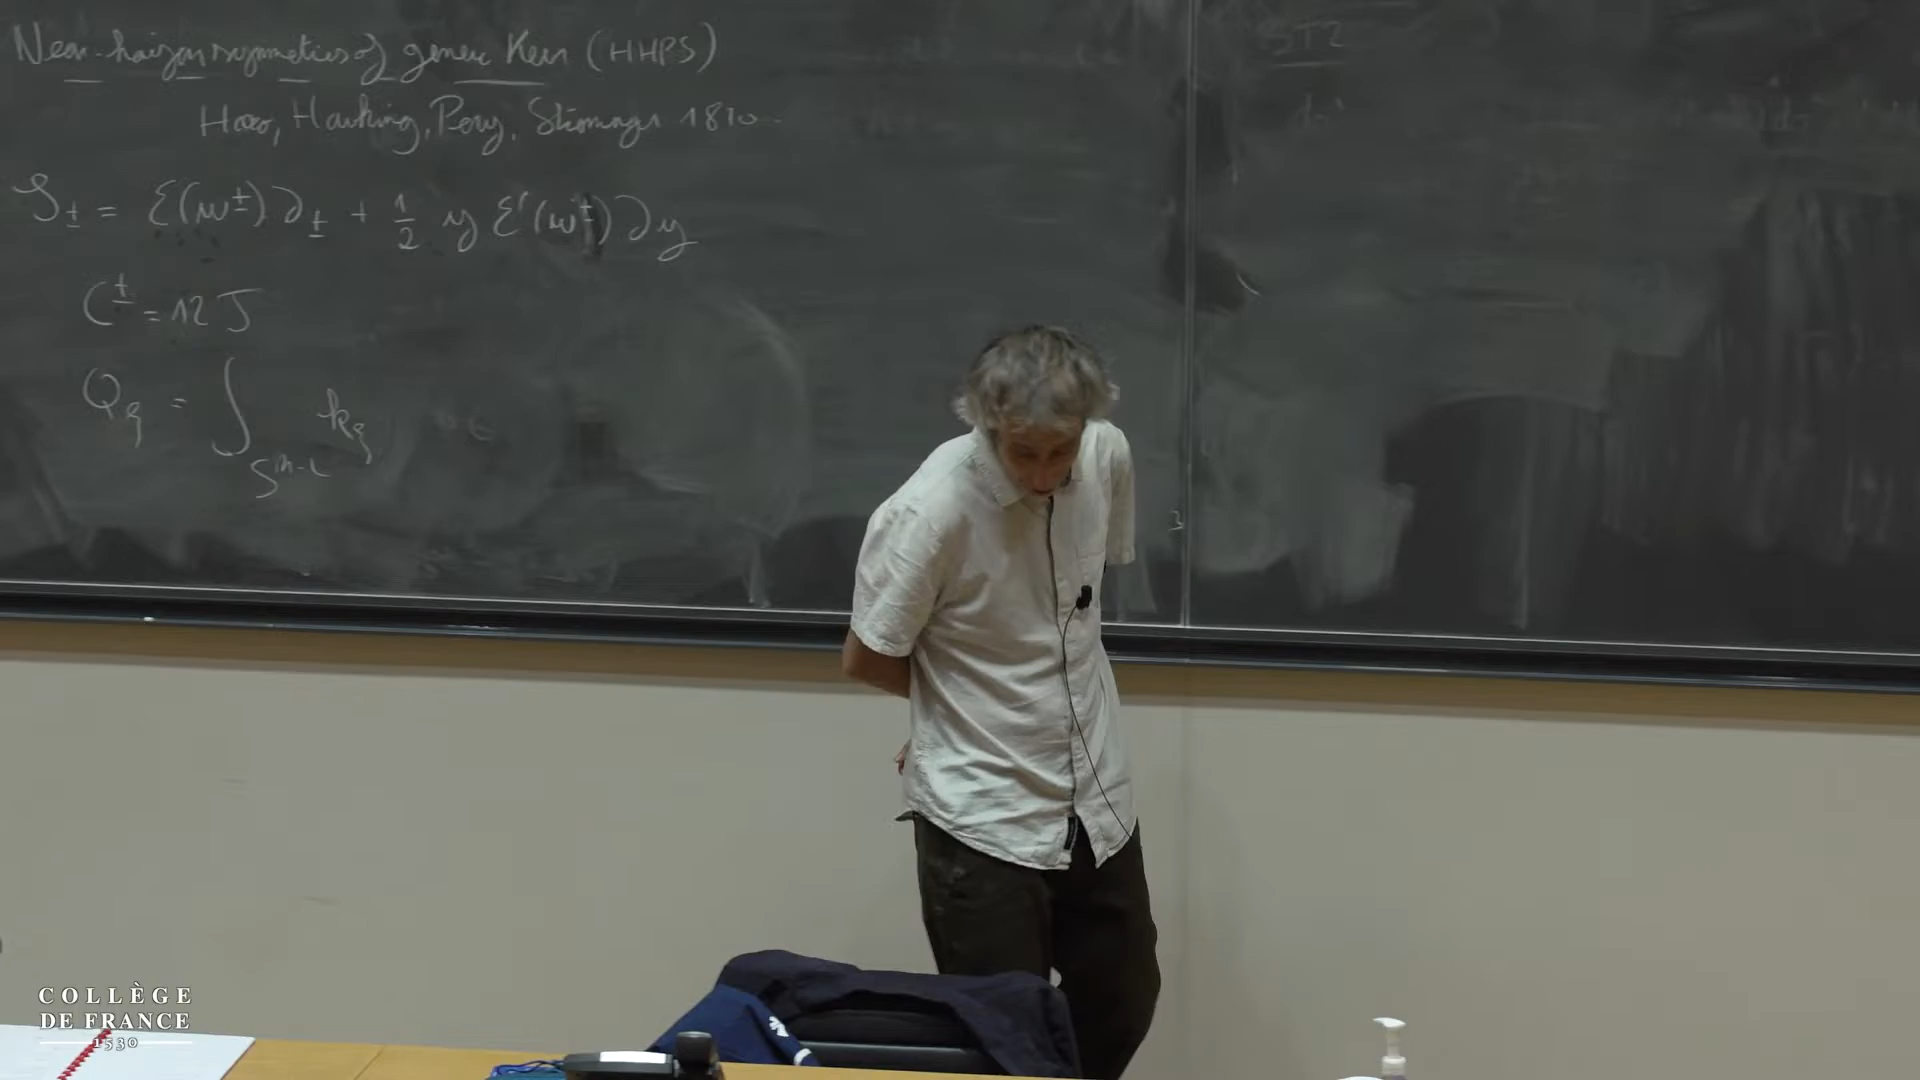 Near-horizon symmetries of generic Kerr (HHPS)
Haco, Hawking, Perry, Strominger 1810
ξ± = ε(w±)∂± + 1/2 y ε'(w±)∂y
C± = 12 J
Qξ = ∫_{S^{n-2}} kξ
ST2
COLLÈGE
DE FRANCE
1530